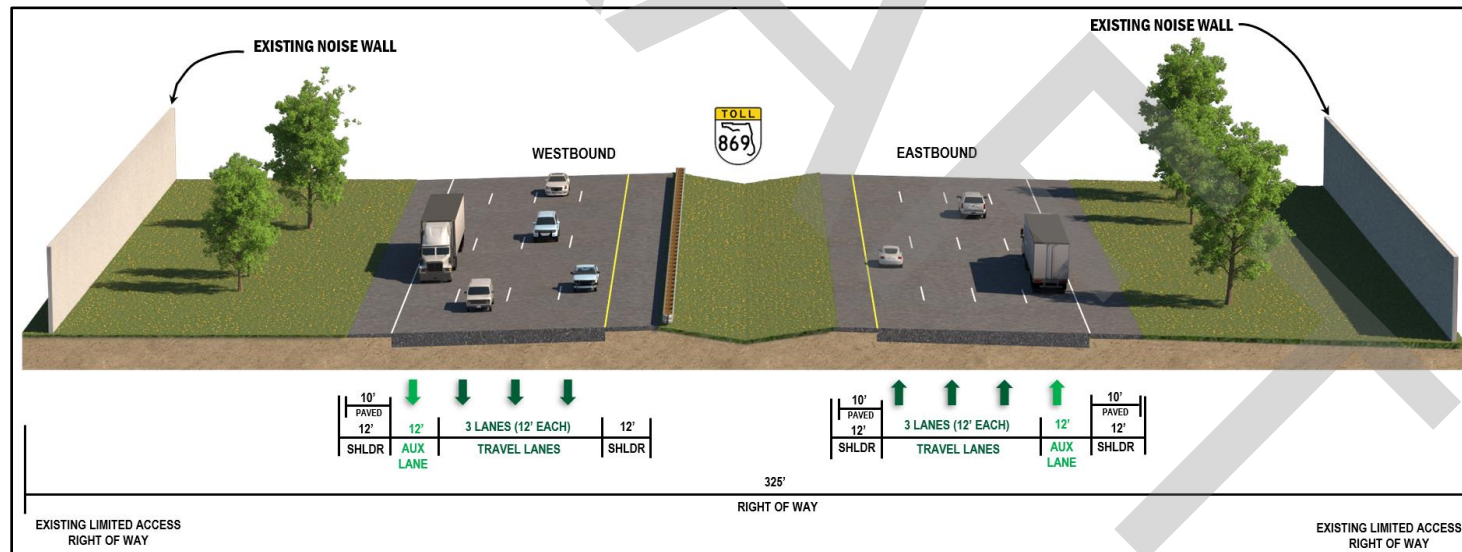 EXISTING NOISE WALL
EXISTING NOISE WALL
TOLL
869
WESTBOUND
EASTBOUND
10'
PAVED
12'
SHLDR
12'
AUX
LANE
3 LANES (12' EACH)
TRAVEL LANES
12'
SHLDR
10'
PAVED
12'
SHLDR
3 LANES (12' EACH)
TRAVEL LANES
12'
AUX
LANE
10'
PAVED
12'
SHLDR
325'
RIGHT OF WAY
EXISTING LIMITED ACCESS
RIGHT OF WAY
EXISTING LIMITED ACCESS
RIGHT OF WAY